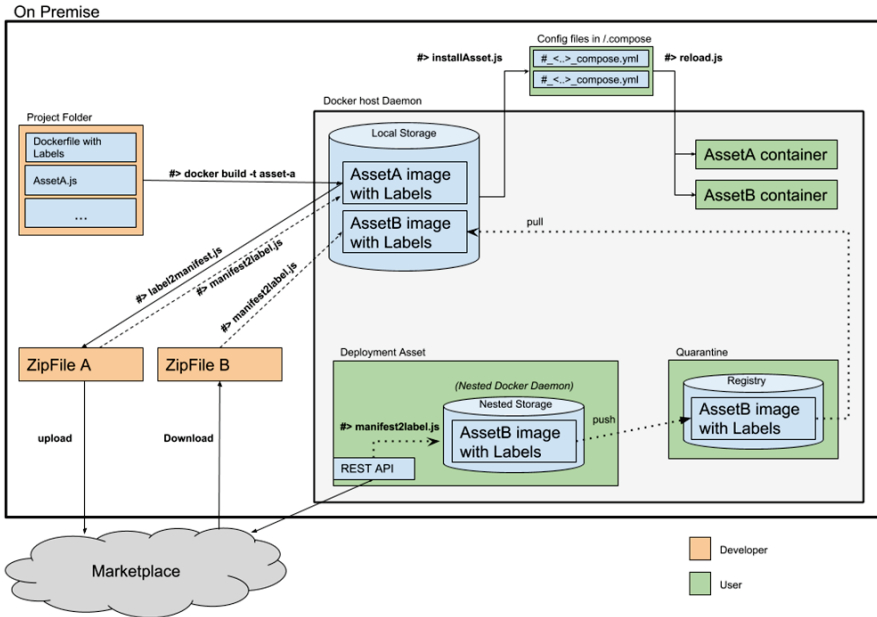 On Premise
Config files in /.compose
#_<..>_compose.yml
#_<..>_compose.yml
#> installAsset.js
#> reload.js
Docker host Daemon
Project Folder
Dockerfile with
Labels
AssetA.js
...
#> docker build -t asset-a
Local Storage
AssetA image
with Labels
AssetB image
with Labels
AssetA container
AssetB container
pull
#> label2manifest.js
#> manifest2label.js
#> manifest2label.js
ZipFile A
ZipFile B
upload
Download
Deployment Asset
(Nested Docker Daemon)
Nested Storage
AssetB image
with Labels
#> manifest2label.js
REST API
push
Quarantine
Registry
AssetB image
with Labels
Marketplace
Developer
User